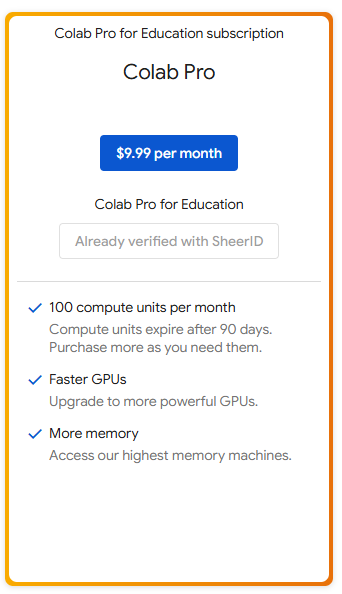 Colab Pro for Education subscription
Colab Pro
$9.99 per month
Colab Pro for Education
Already verified with SheerID
100 compute units per month
Compute units expire after 90 days.
Purchase more as you need them.
Faster GPUs
Upgrade to more powerful GPUs.
More memory
Access our highest memory machines.